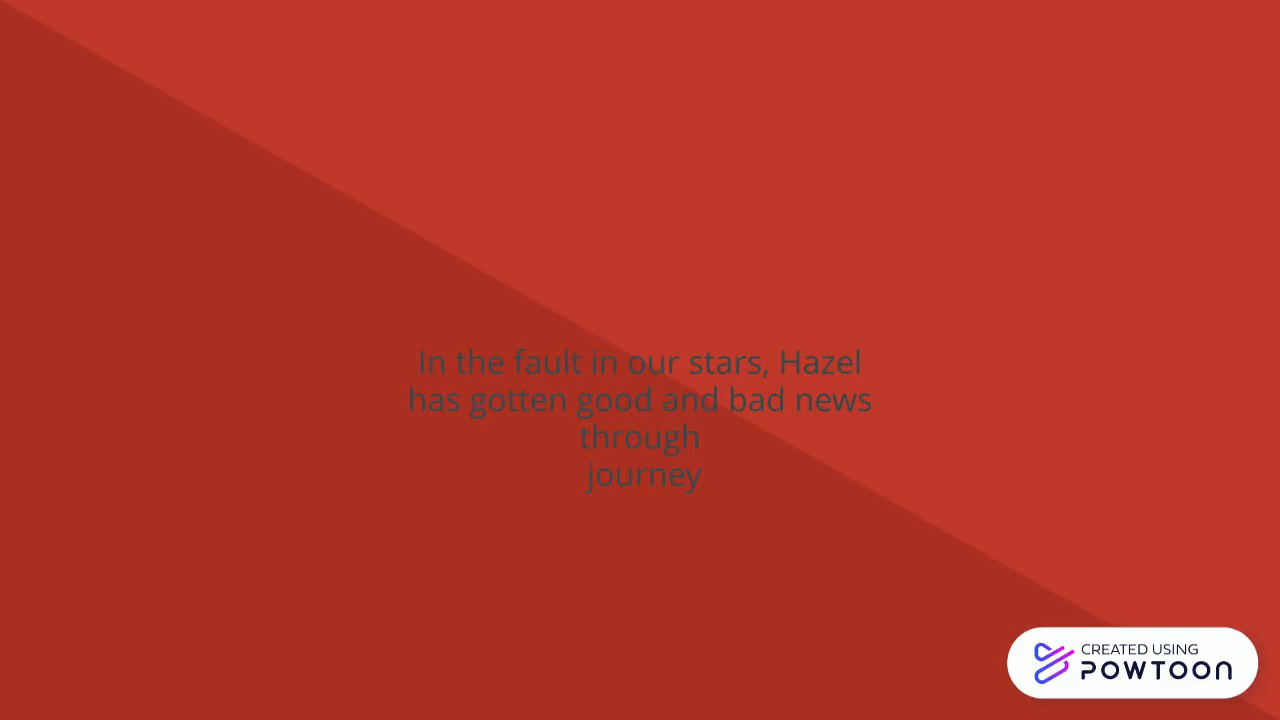 In the fault in our stars, Hazel
has gotten good and bad news
through
journey
CREATED USING
POWTOON